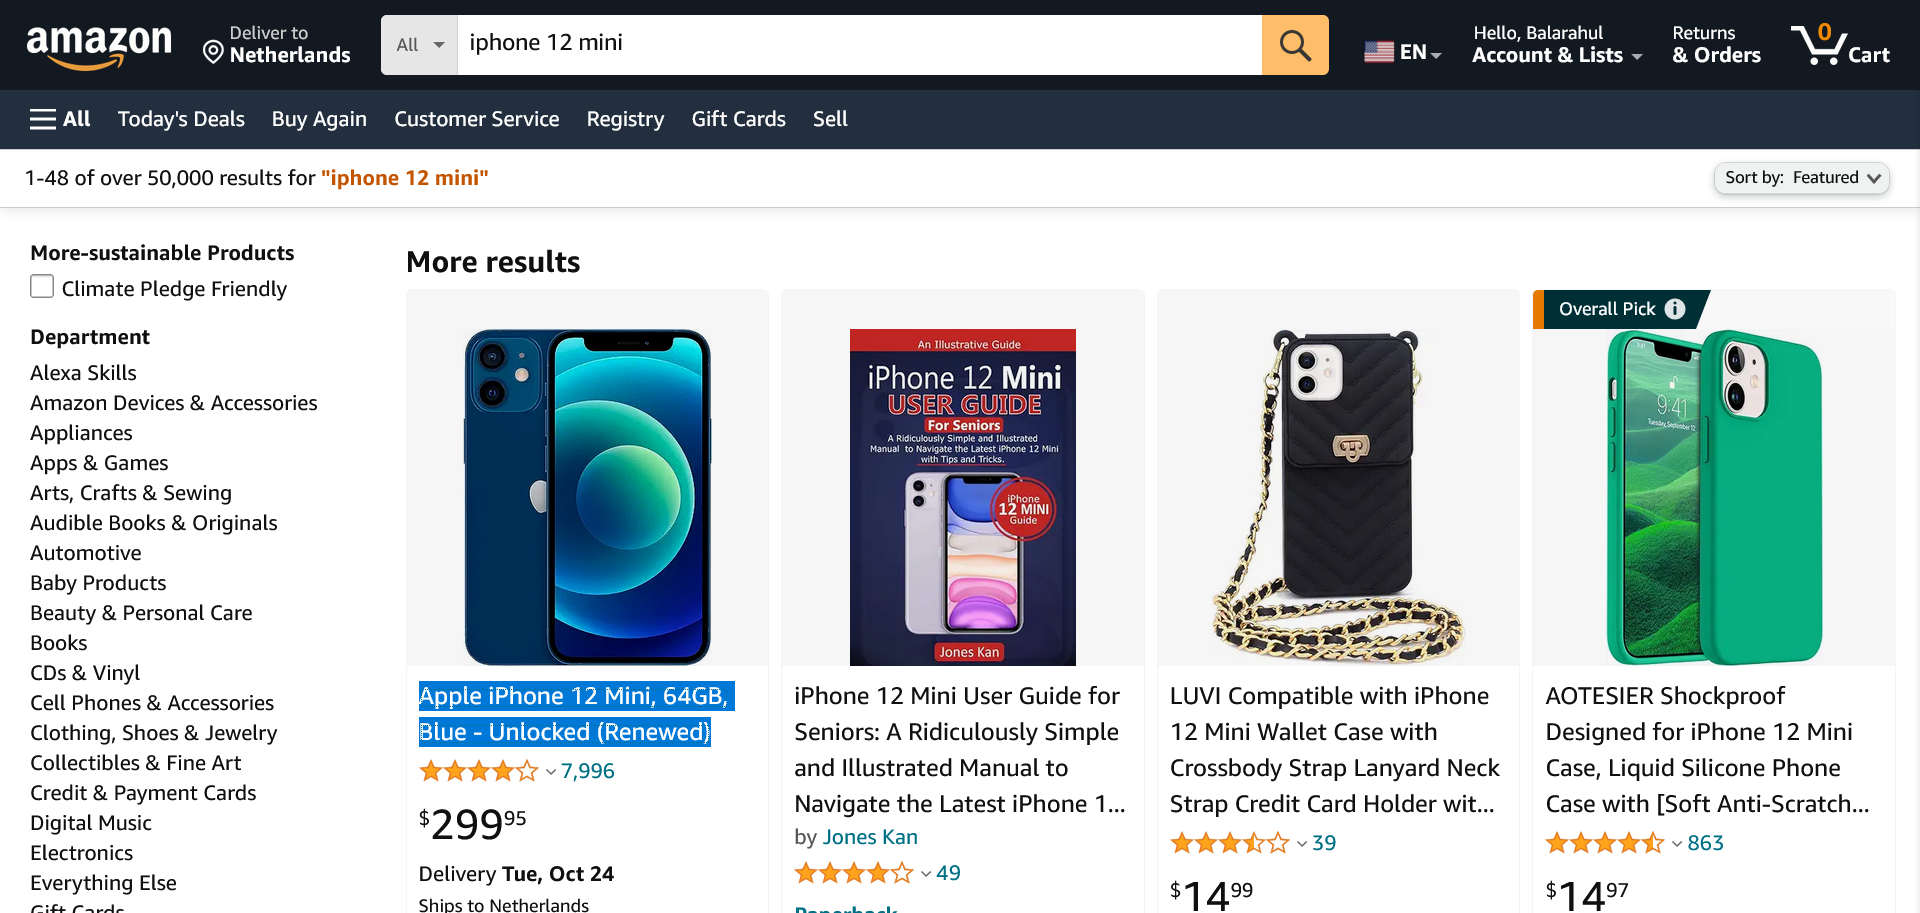 amazon
Deliver to
Netherlands
All
iphone 12 mini
EN
Hello, Balarahul
Account & Lists
Returns
& Orders
0
Cart
All
Today's Deals
Buy Again
Customer Service
Registry
Gift Cards
Sell
1-48 of over 50,000 results for "iphone 12 mini"
Sort by: Featured
More-sustainable Products
Climate Pledge Friendly
Department
Alexa Skills
Amazon Devices & Accessories
Appliances
Apps & Games
Arts, Crafts & Sewing
Audible Books & Originals
Automotive
Baby Products
Beauty & Personal Care
Books
CDs & Vinyl
Cell Phones & Accessories
Clothing, Shoes & Jewelry
Collectibles & Fine Art
Credit & Payment Cards
Digital Music
Electronics
Everything Else
Gift Cards
More results
Apple iPhone 12 Mini, 64GB,
Blue - Unlocked (Renewed)
7,996
$29995
Delivery Tue, Oct 24
Ships to Netherlands
An Illustrative Guide
iPhone 12 Mini
USER GUIDE
For Seniors
A Ridiculously Simple and Illustrated
Manual to Navigate the Latest iPhone 12 Mini
with Tips and Tricks.
iPhone
12 MINI
Guide
Jones Kan
iPhone 12 Mini User Guide for
Seniors: A Ridiculously Simple
and Illustrated Manual to
Navigate the Latest iPhone 1...
by Jones Kan
49
Paperback
LUVI Compatible with iPhone
12 Mini Wallet Case with
Crossbody Strap Lanyard Neck
Strap Credit Card Holder wit...
39
$1499
Overall Pick
9:41
Tuesday, September 12
AOTESIER Shockproof
Designed for iPhone 12 Mini
Case, Liquid Silicone Phone
Case with [Soft Anti-Scratch...
863
$1497